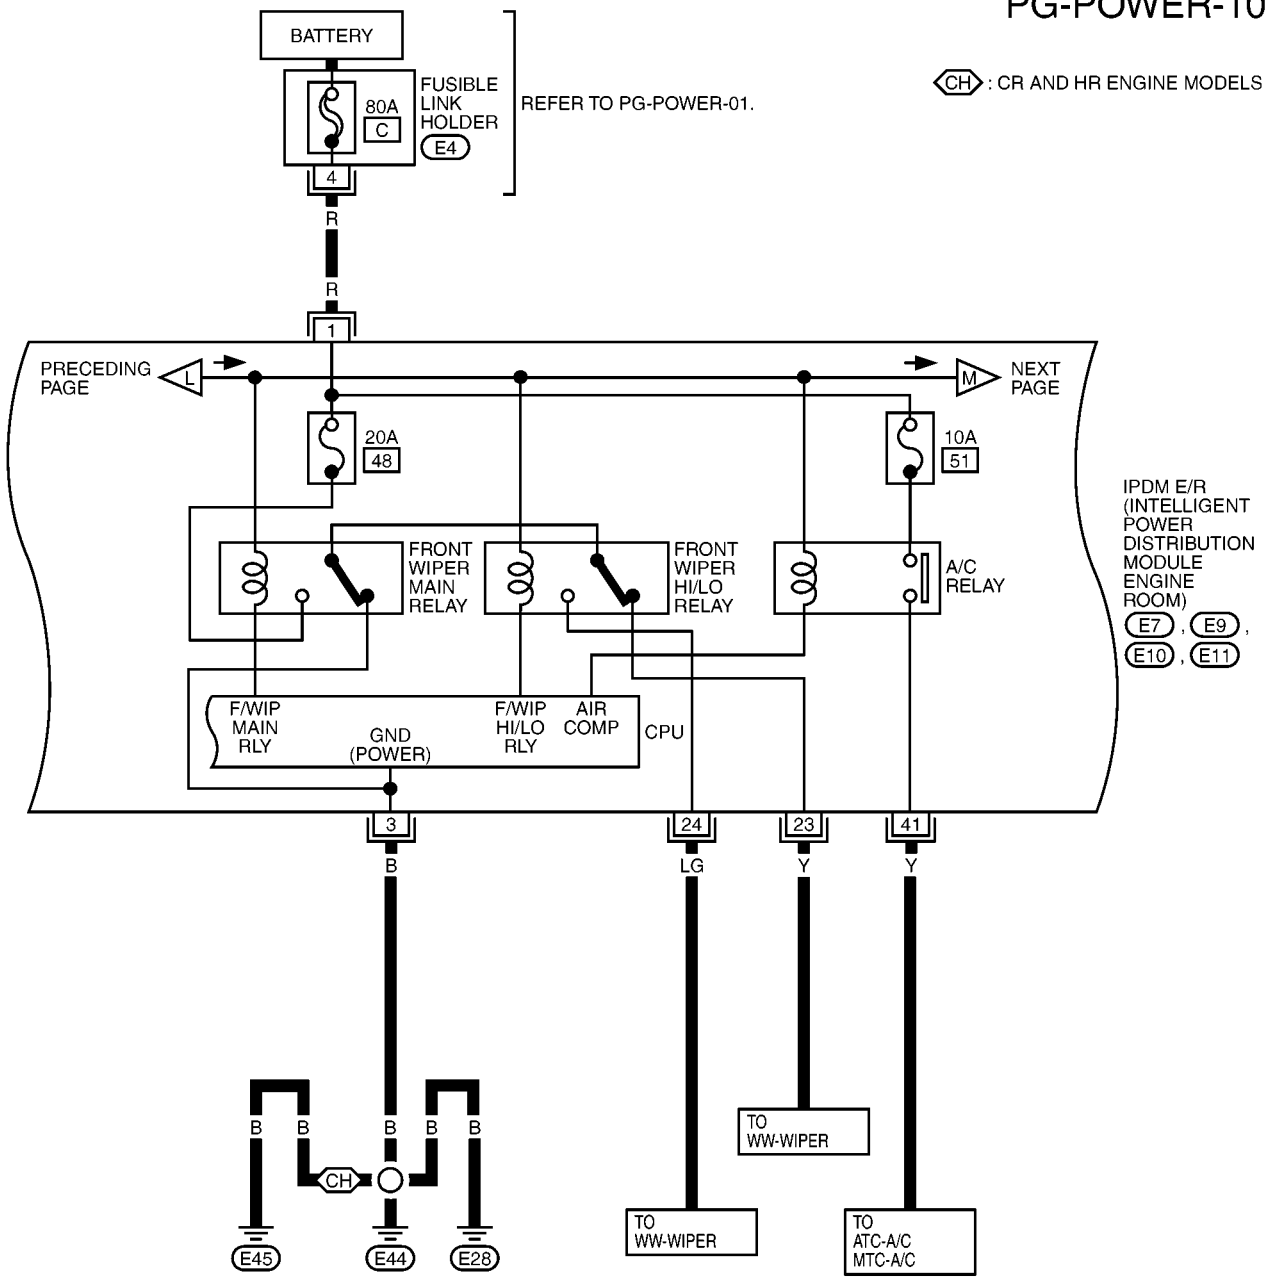 PG-POWER-10
BATTERY
CH : CR AND HR ENGINE MODELS
80A
C
FUSIBLE
LINK
HOLDER
E4
REFER TO PG-POWER-01.
4
R
R
1
PRECEDING
PAGE
L
M
NEXT
PAGE
20A
48
10A
51
FRONT
WIPER
MAIN
RELAY
FRONT
WIPER
HI/LO
RELAY
A/C
RELAY
IPDM E/R
(INTELLIGENT
POWER
DISTRIBUTION
MODULE
ENGINE
ROOM)
E7 , E9 ,
E10 , E11
F/WIP
MAIN
RLY
GND
(POWER)
F/WIP
HI/LO
RLY
AIR
COMP
CPU
3
24
23
41
B
LG
Y
Y
B
B
B
B
B
CH
TO
WW-WIPER
TO
WW-WIPER
TO
ATC-A/C
MTC-A/C
E45
E44
E28